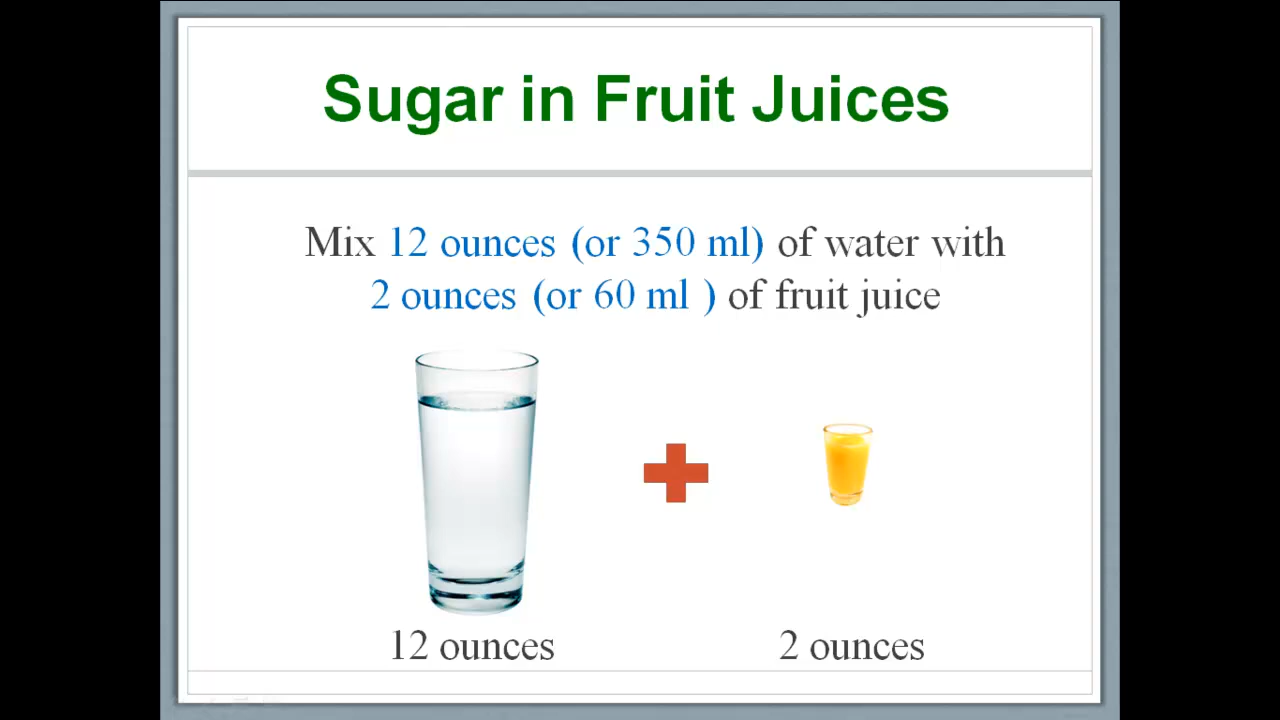 Sugar in Fruit Juices
Mix 12 ounces (or 350 ml) of water with
2 ounces (or 60 ml ) of fruit juice
12 ounces
2 ounces